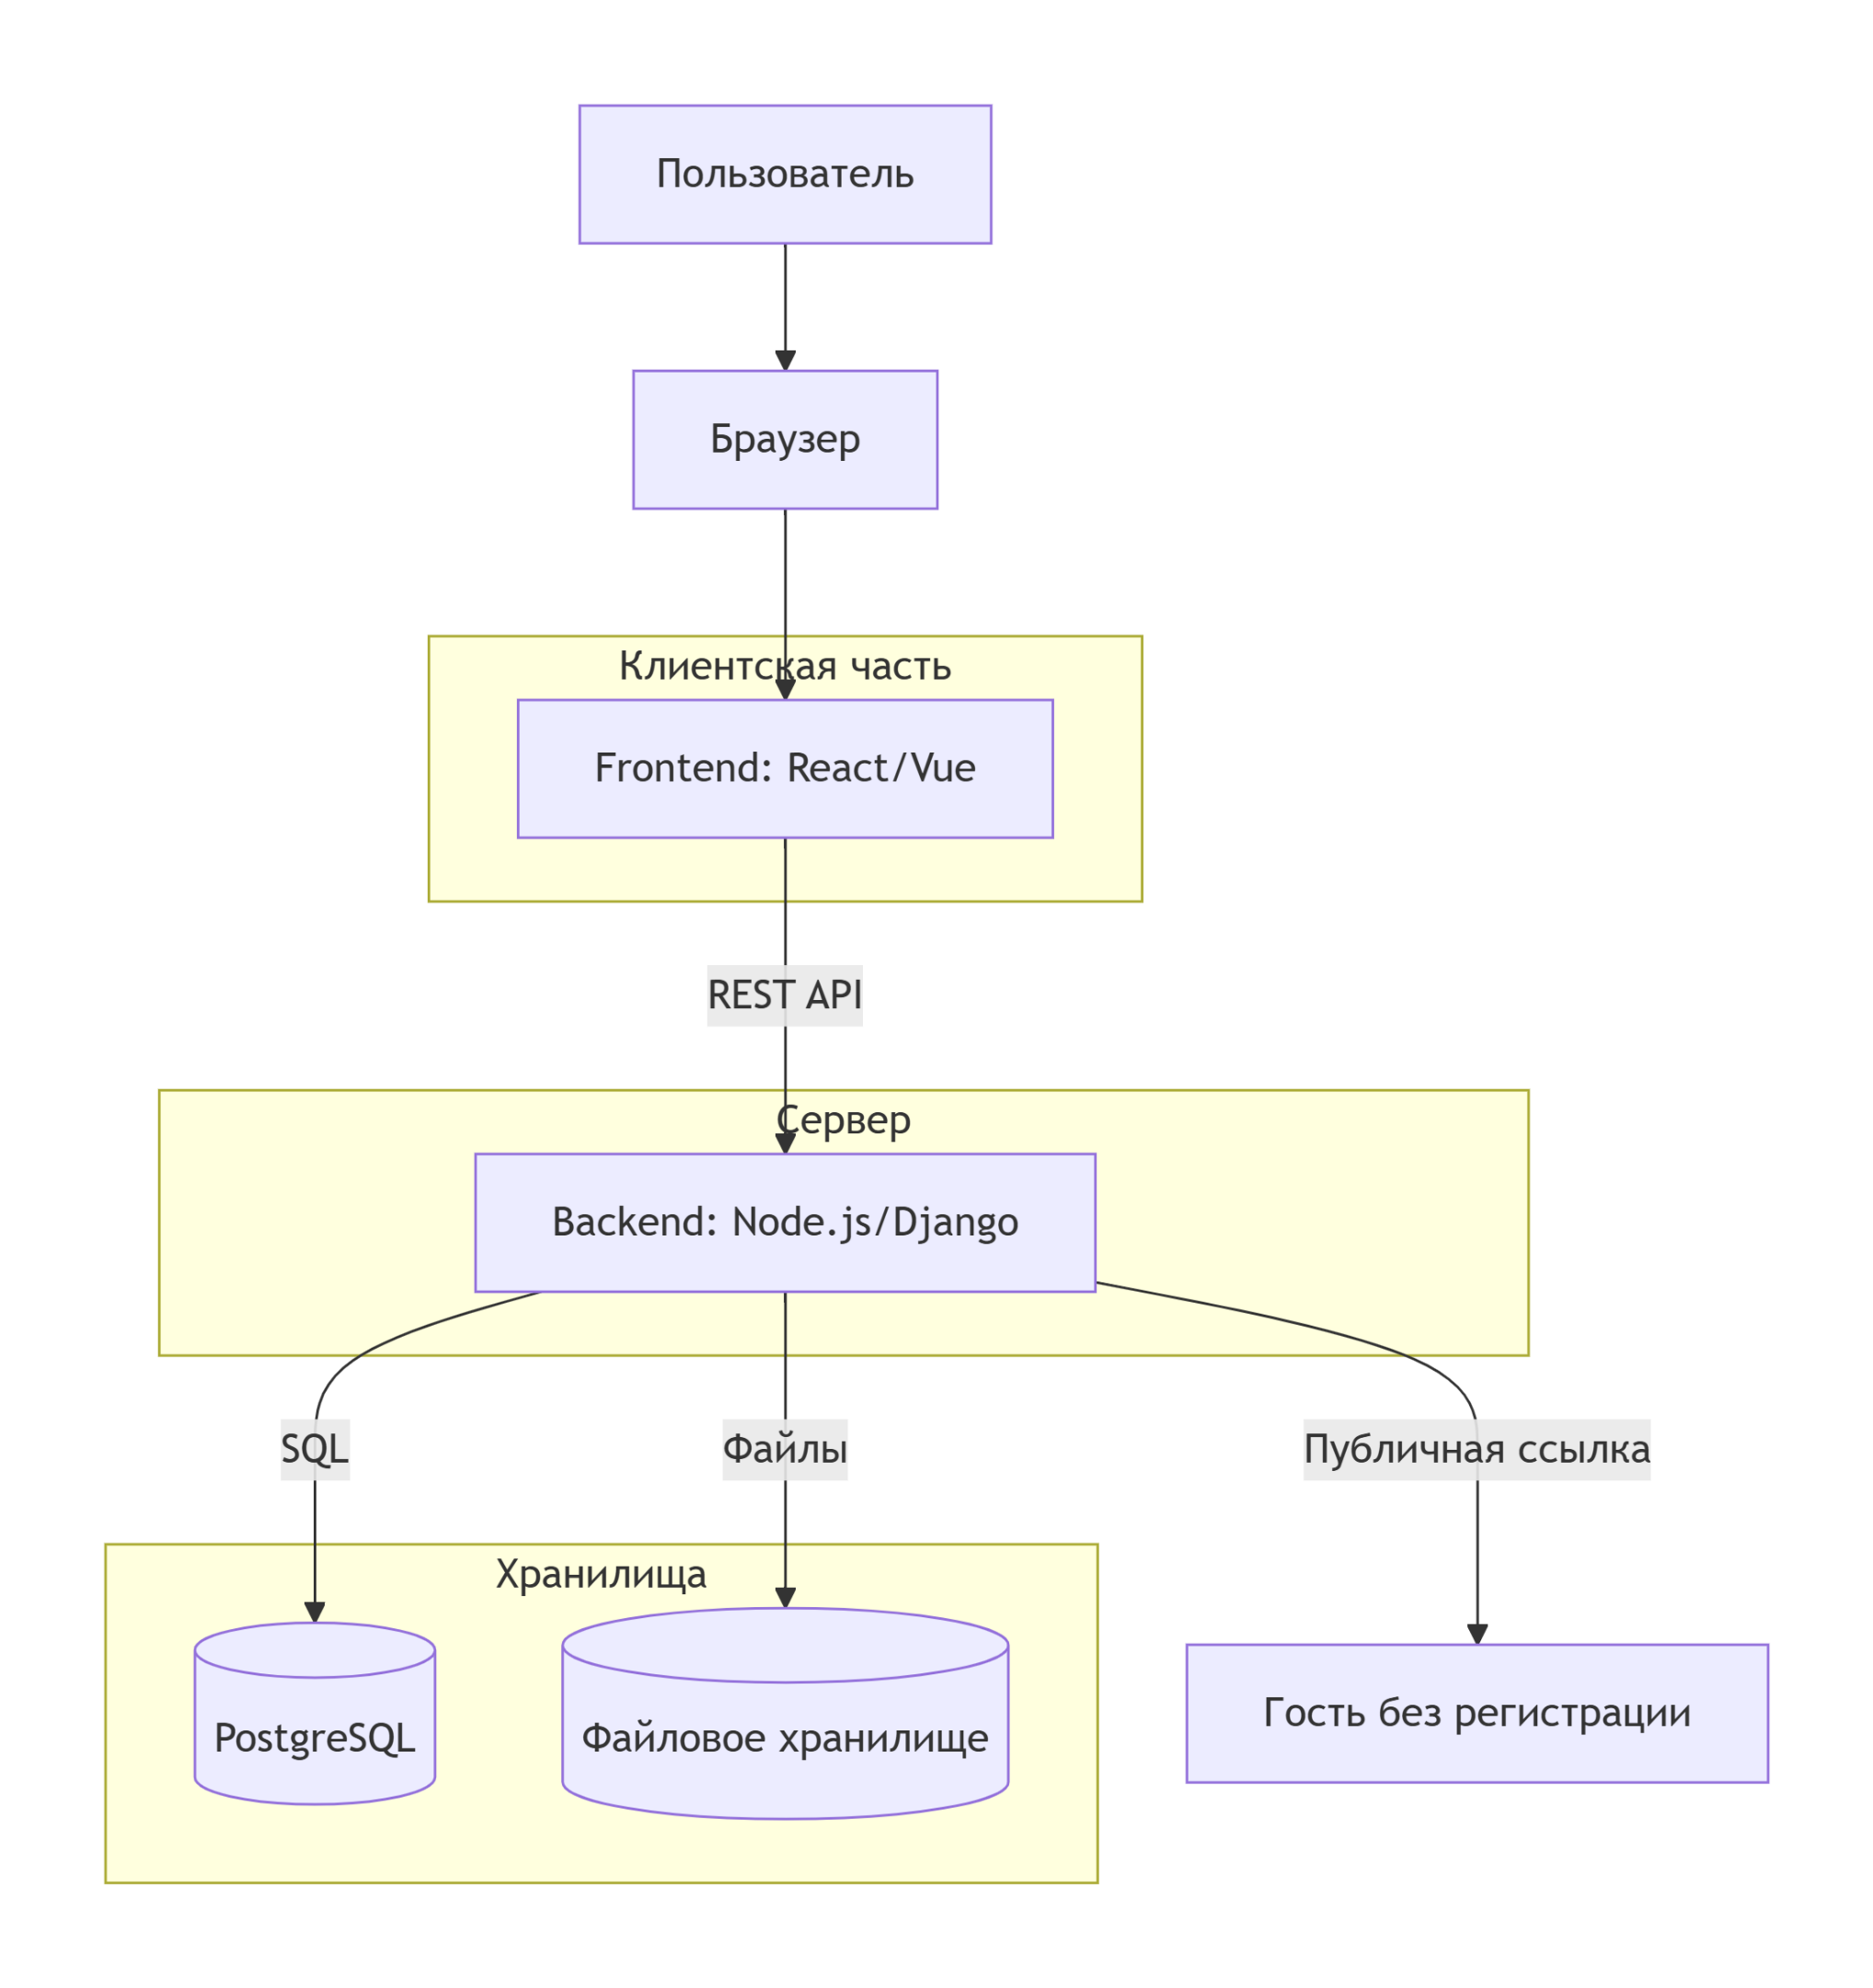 Пользователь
Браузер
Клиентская часть
Frontend: React/Vue
REST API
Сервер
Backend: Node.js/Django
SQL
Файлы
Публичная ссылка
Хранилища
PostgreSQL
Файловое хранилище
Гость без регистрации